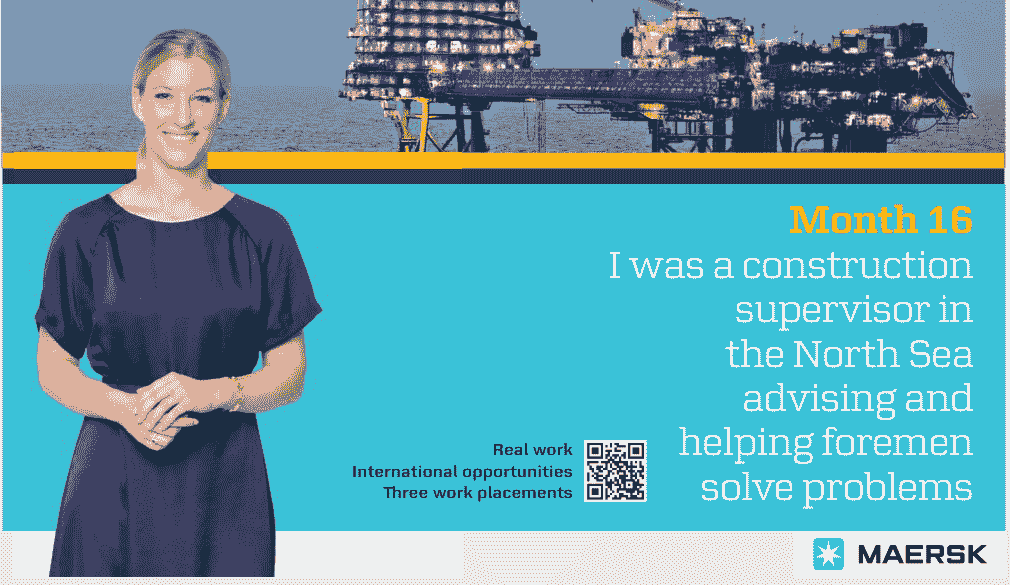 Month 16
I was a construction
supervisor in
the North Sea
advising and
helping foremen
solve problems
Real work
International opportunities
Three work placements
MAERSK